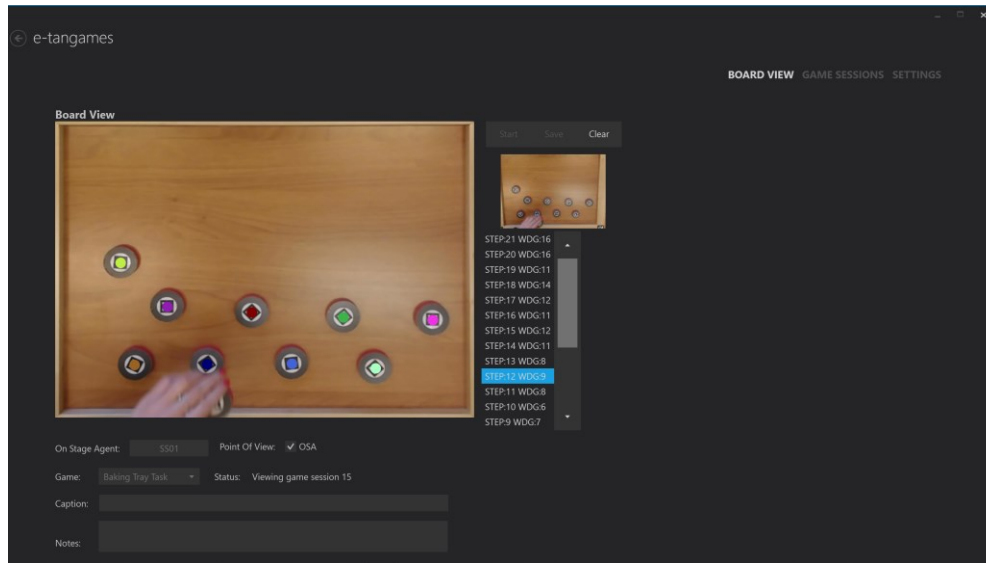 e-tangames
BOARD VIEW GAME SESSIONS SETTINGS
Board View
Start Save Clear
STEP:21 WDG:16
STEP:20 WDG:16
STEP:19 WDG:11
STEP:18 WDG:14
STEP:17 WDG:12
STEP:16 WDG:11
STEP:15 WDG:12
STEP:14 WDG:11
STEP:13 WDG:8
STEP:12 WDG:9
STEP:11 WDG:8
STEP:10 WDG:6
STEP:9 WDG:7
On Stage Agent: SS01 Point Of View: OSA
Game: Baking Tray Task Status: Viewing game session 15
Caption:
Notes: